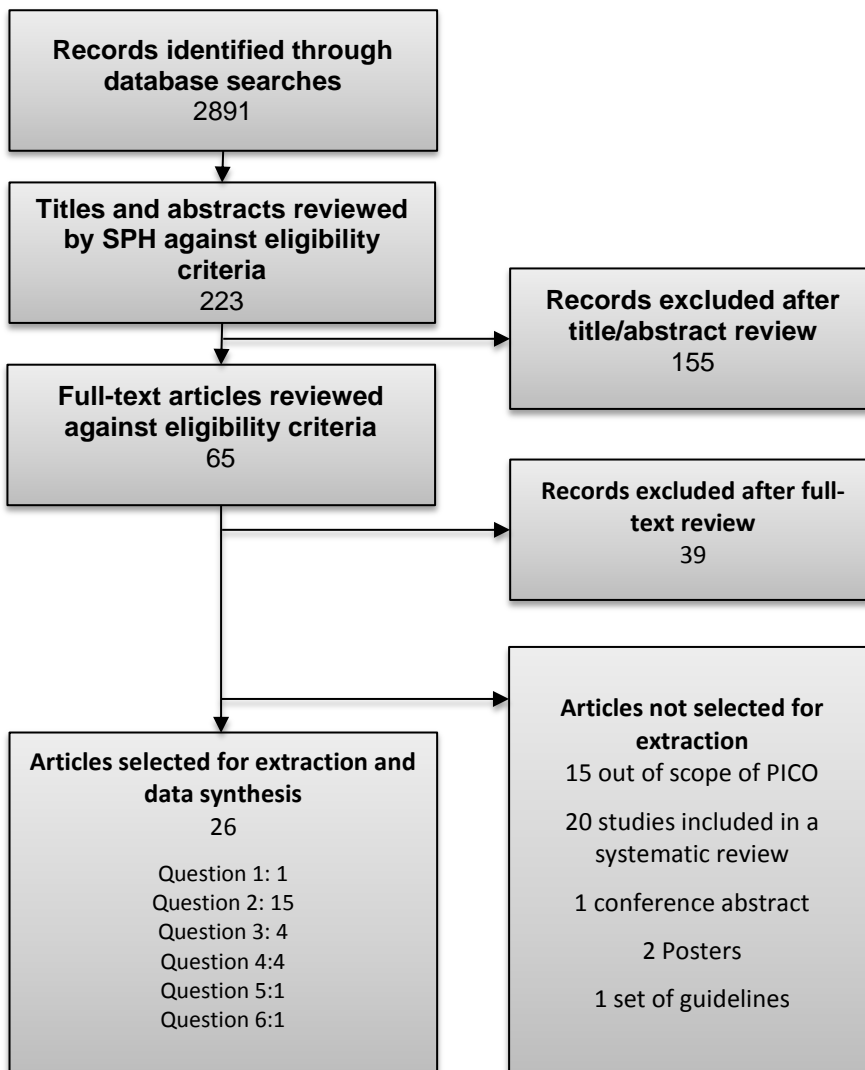 Records identified through
database searches
2891
Titles and abstracts reviewed
by SPH against eligibility
criteria
223
Records excluded after
title/abstract review
155
Full-text articles reviewed
against eligibility criteria
65
Records excluded after full-
text review
39
Articles selected for extraction and
data synthesis
26
Question 1: 1
Question 2: 15
Question 3: 4
Question 4:4
Question 5:1
Question 6:1
Articles not selected for
extraction
15 out of scope of PICO
20 studies included in a
systematic review
1 conference abstract
2 Posters
1 set of guidelines